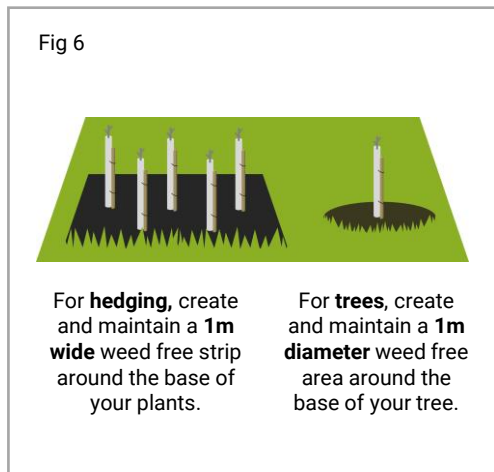 Fig 6
For hedging, create
and maintain a 1m
wide weed free strip
around the base of
your plants.
For trees, create
and maintain a 1m
diameter weed free
area around the
base of your tree.